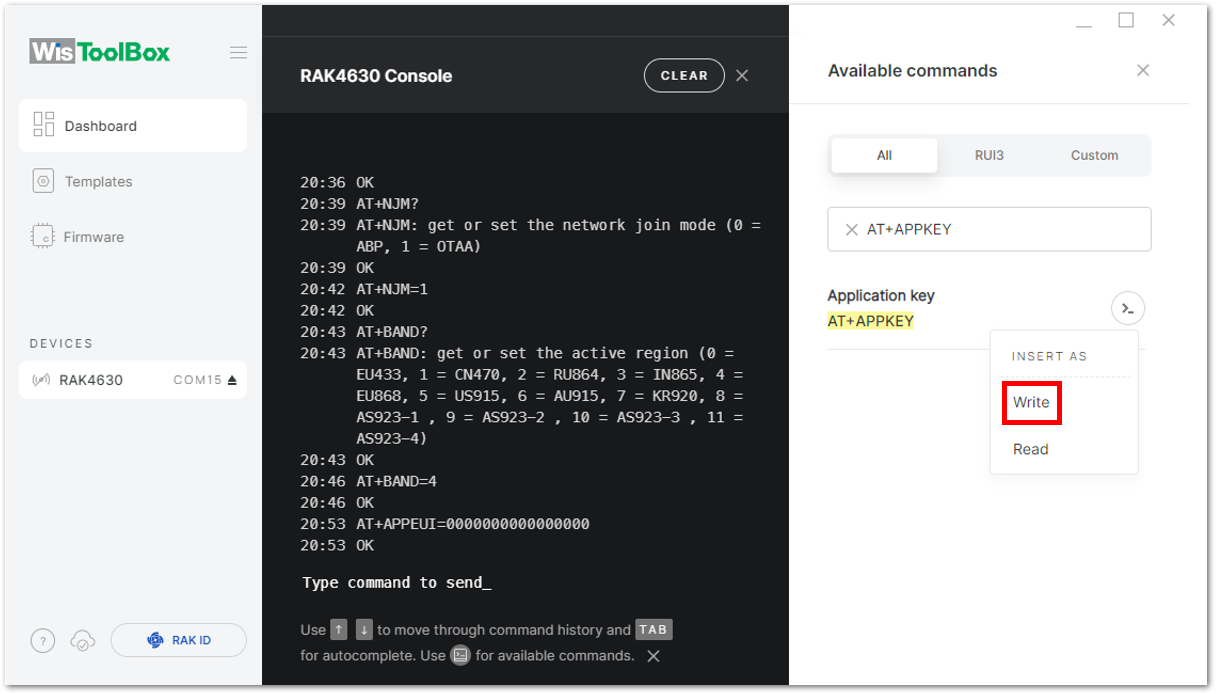 WisToolBox
Dashboard
Templates
Firmware
DEVICES
RAK4630 COM15
?
RAK ID
RAK4630 Console
CLEAR
20:36 OK
20:39 AT+NJM?
20:39 AT+NJM: get or set the network join mode (0 =
ABP, 1 = OTAA)
20:39 OK
20:42 AT+NJM=1
20:42 OK
20:43 AT+BAND?
20:43 AT+BAND: get or set the active region (0 =
EU433, 1 = CN470, 2 = RU864, 3 = IN865, 4 =
EU868, 5 = US915, 6 = AU915, 7 = KR920, 8 =
AS923-1 , 9 = AS923-2 , 10 = AS923-3 , 11 =
AS923-4)
20:43 OK
20:46 AT+BAND=4
20:46 OK
20:53 AT+APPEUI=0000000000000000
20:53 OK
Type command to send_
Use ↑ ↓ to move through command history and TAB
for autocomplete. Use for available commands.
Available commands
All RUI3 Custom
AT+APPKEY
Application key
AT+APPKEY
INSERT AS
Write
Read